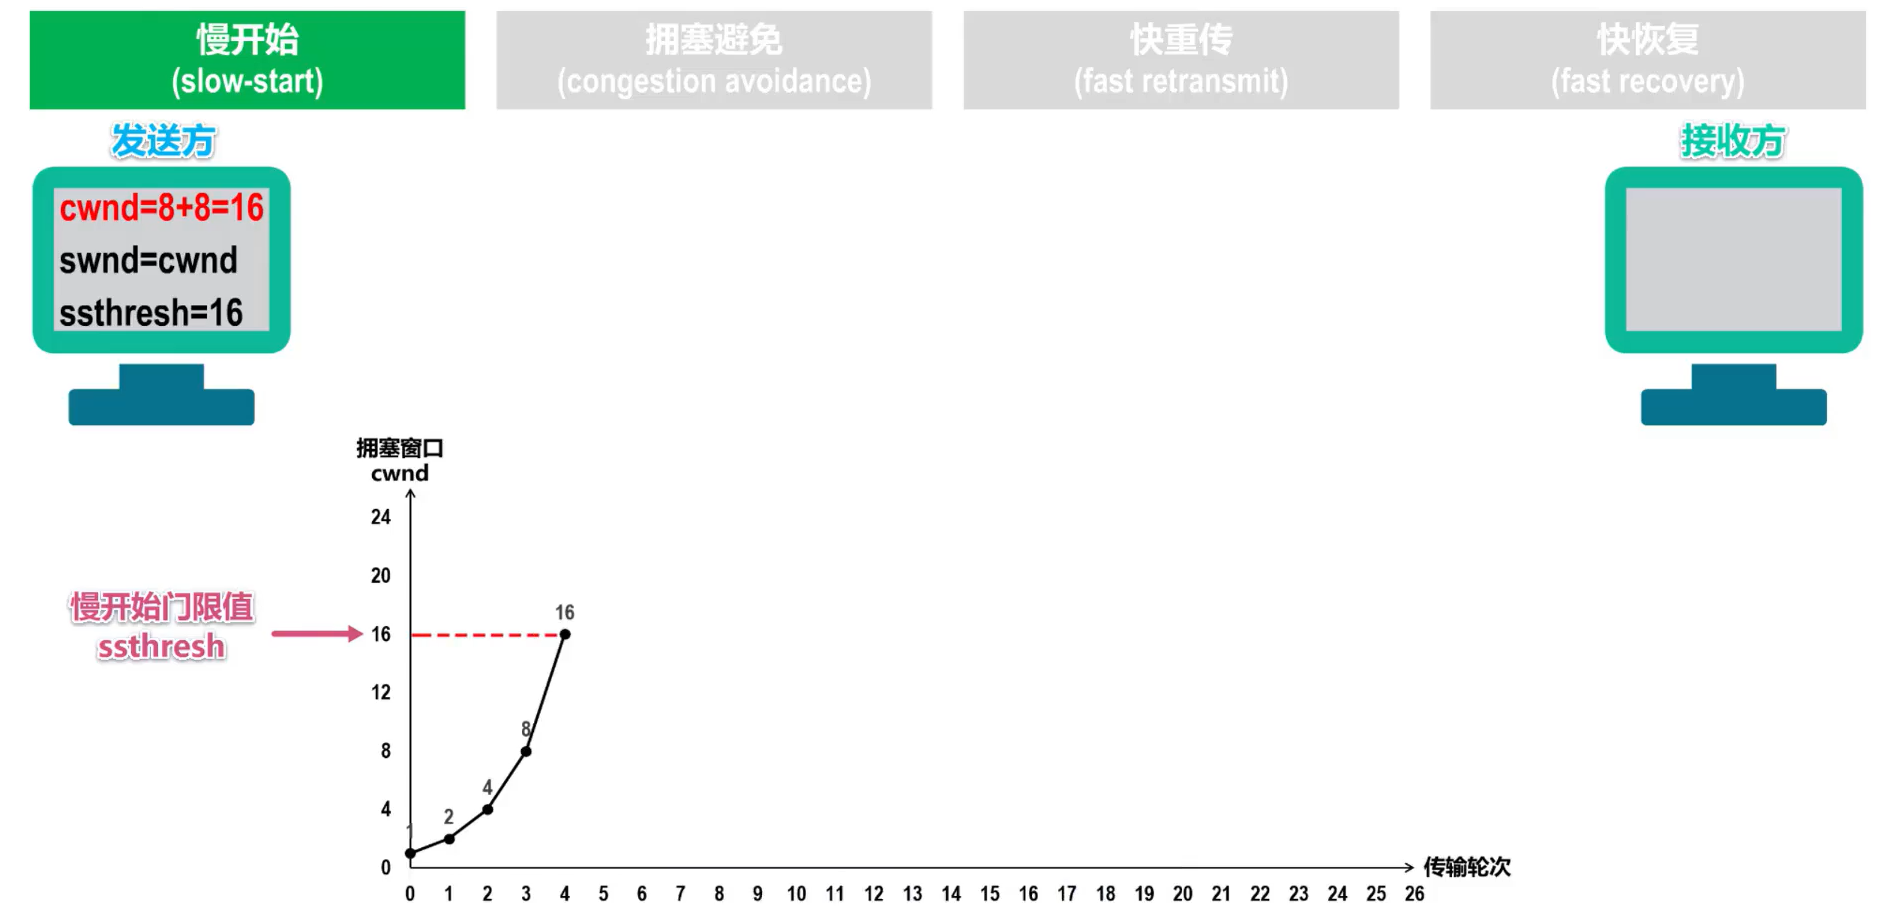 慢开始
(slow-start)
拥塞避免
(congestion avoidance)
快重传
(fast retransmit)
快恢复
(fast recovery)
发送方
接收方
cwnd=8+8=16
swnd=cwnd
ssthresh=16
拥塞窗口
cwnd
24
20
慢开始门限值
ssthresh
16
16
12
8
8
4
4
2
1
0
传输轮次
0 1 2 3 4 5 6 7 8 9 10 11 12 13 14 15 16 17 18 19 20 21 22 23 24 25 26